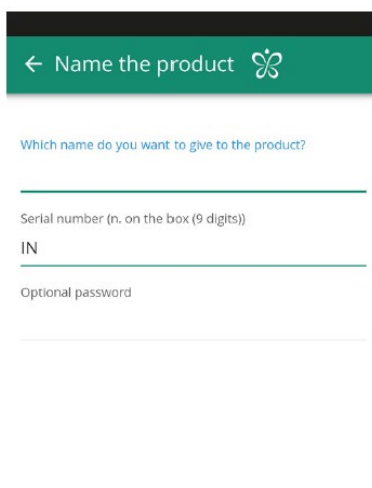 Name the product
Which name do you want to give to the product?
Serial number (n. on the box (9 digits))
IN
Optional password